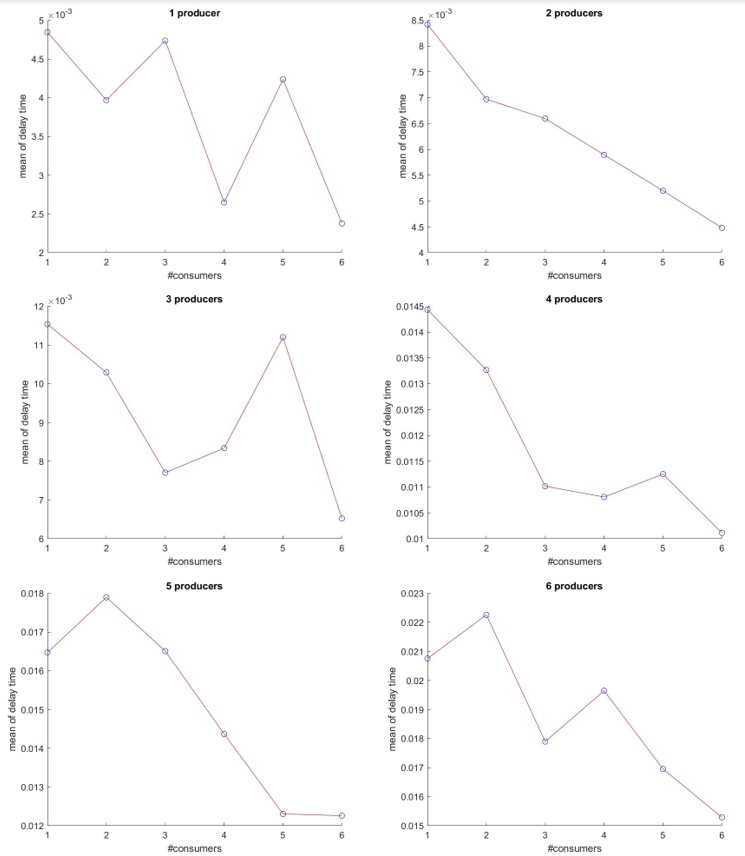 1 producer
×10^-3
5
4.5
4
3.5
3
2.5
2
mean of delay time
1 2 3 4 5 6
#consumers
2 producers
×10^-3
8.5
8
7.5
7
6.5
6
5.5
5
4.5
4
mean of delay time
1 2 3 4 5 6
#consumers
3 producers
×10^-3
12
11
10
9
8
7
6
mean of delay time
1 2 3 4 5 6
#consumers
4 producers
0.0145
0.014
0.0135
0.013
0.0125
0.012
0.0115
0.011
0.0105
0.01
mean of delay time
1 2 3 4 5 6
#consumers
5 producers
0.018
0.017
0.016
0.015
0.014
0.013
0.012
mean of delay time
1 2 3 4 5 6
#consumers
6 producers
0.023
0.022
0.021
0.02
0.019
0.018
0.017
0.016
0.015
mean of delay time
1 2 3 4 5 6
#consumers